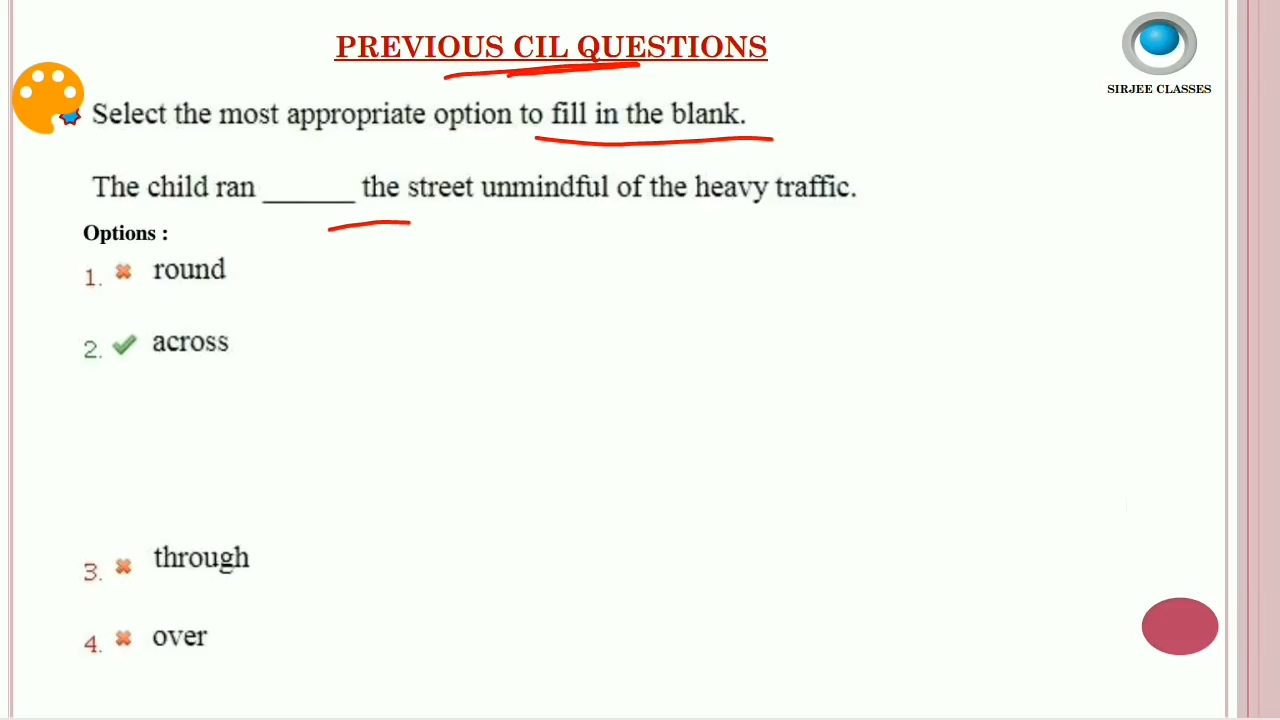 PREVIOUS CIL QUESTIONS
SIRJEE CLASSES
Select the most appropriate option to fill in the blank.
The child ran ______ the street unmindful of the heavy traffic.
Options :
1. round
2. across
3. through
4. over